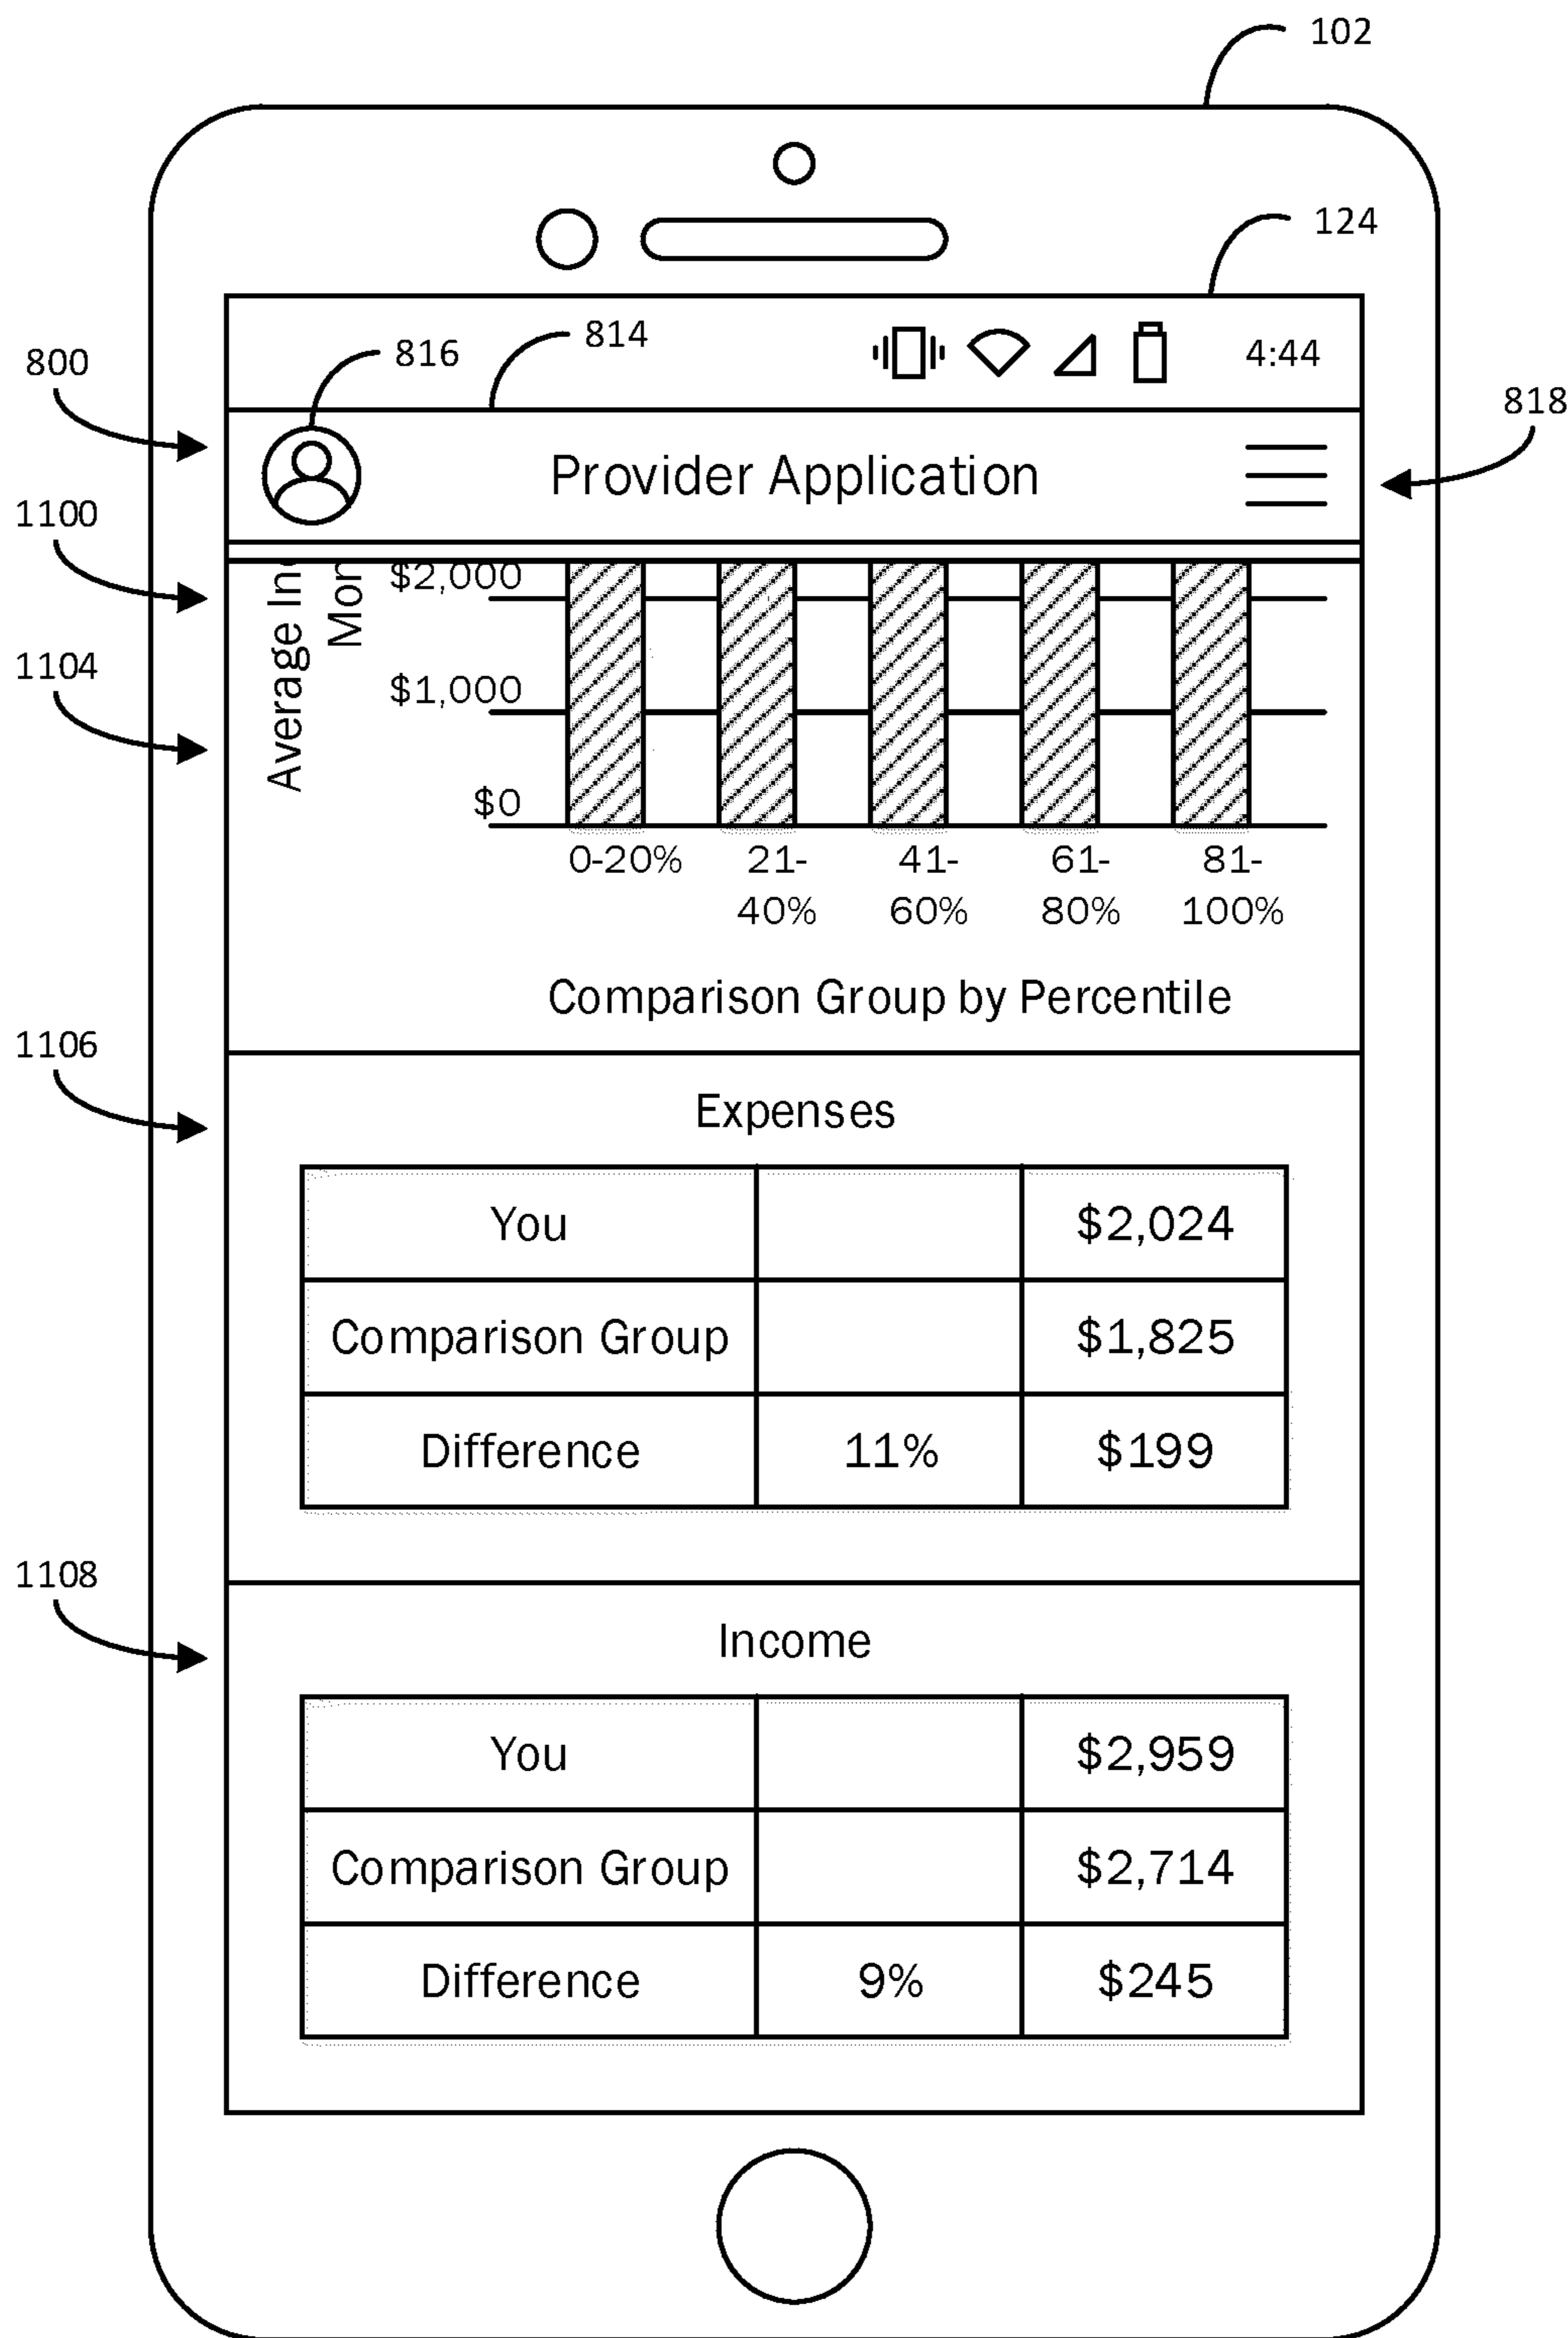 102
124
800
816
814
4:44
818
Provider Application
1100
Average In
Mon
$2,000
1104
$1,000
$0
0-20%
21-
40%
41-
60%
61-
80%
81-
100%
Comparison Group by Percentile
1106
Expenses
You
$2,024
Comparison Group
$1,825
Difference
11%
$199
1108
Income
You
$2,959
Comparison Group
$2,714
Difference
9%
$245